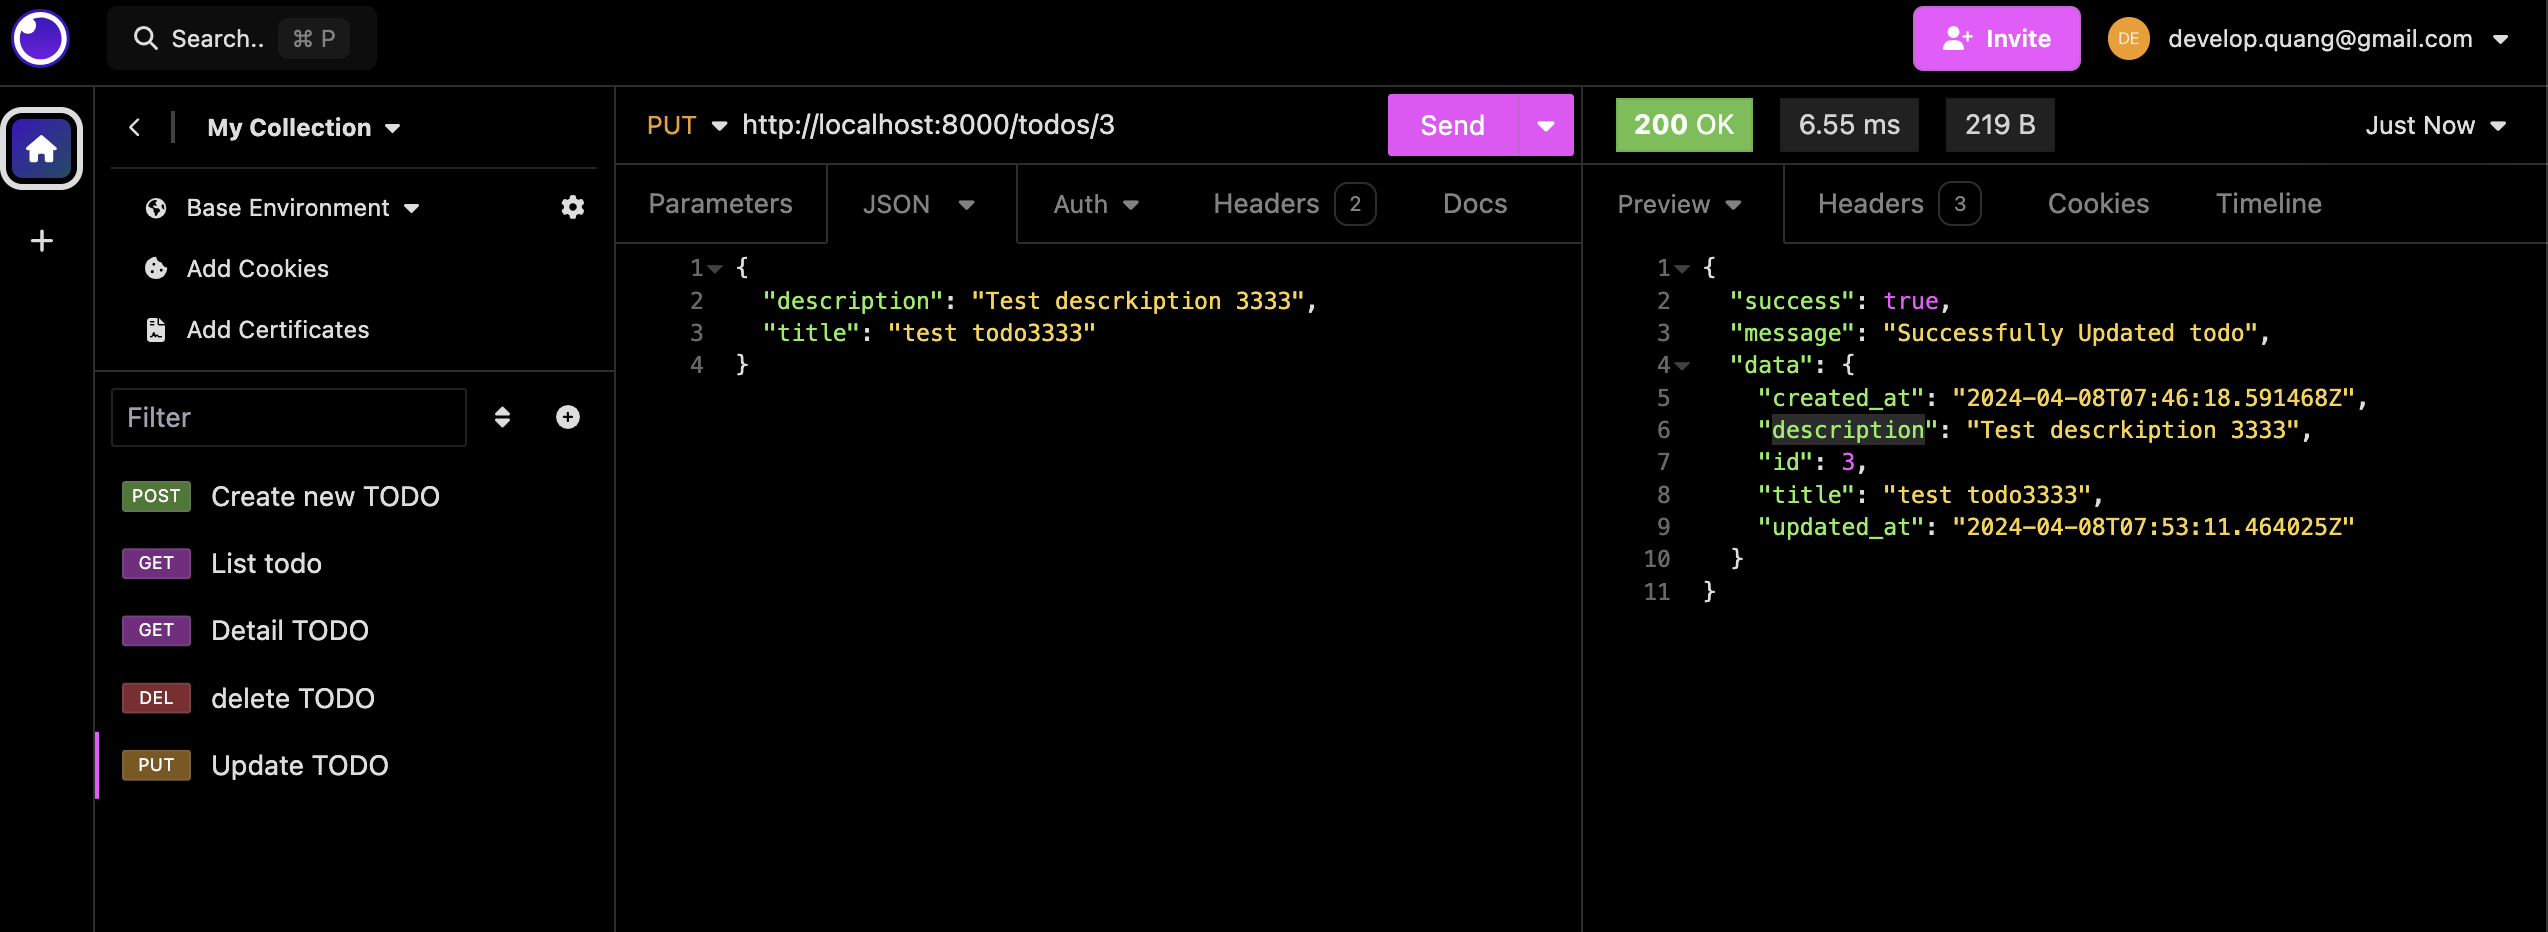 Search.. ⌘ P
Invite
DE develop.quang@gmail.com
My Collection
Base Environment
Add Cookies
Add Certificates
Filter
POST Create new TODO
GET List todo
GET Detail TODO
DEL delete TODO
PUT Update TODO
PUT http://localhost:8000/todos/3 Send
Parameters JSON Auth Headers 2 Docs
1 {
2 "description": "Test descrkiption 3333",
3 "title": "test todo3333"
4 }
200 OK 6.55 ms 219 B Just Now
Preview Headers 3 Cookies Timeline
1 {
2 "success": true,
3 "message": "Successfully Updated todo",
4 "data": {
5 "created_at": "2024-04-08T07:46:18.591468Z",
6 "description": "Test descrkiption 3333",
7 "id": 3,
8 "title": "test todo3333",
9 "updated_at": "2024-04-08T07:53:11.464025Z"
10 }
11 }